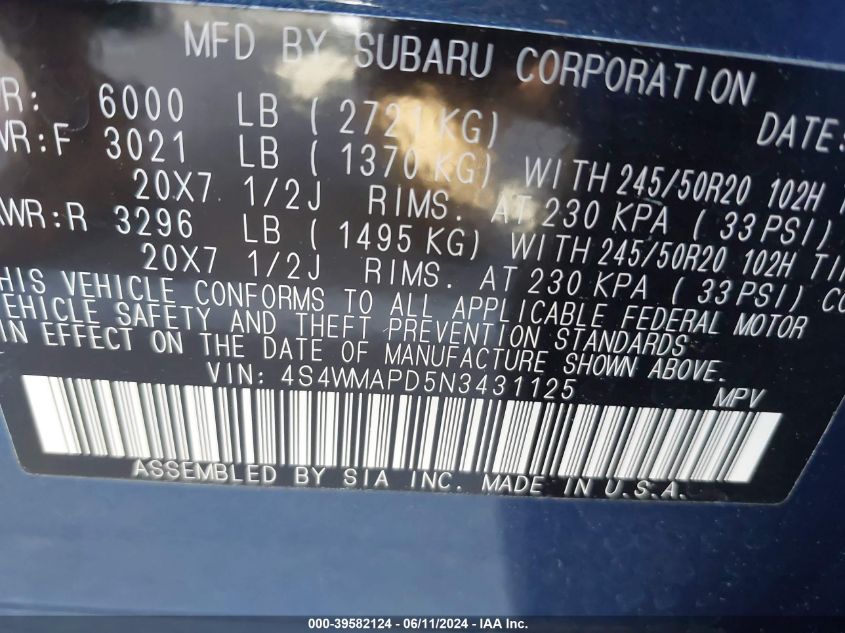 MFD BY SUBARU CORPORATION
WR: 6000 LB ( 2721 KG) DATE:
WR:F 3021 LB ( 1370 KG) WITH 245/50R20 102H
20X7 1/2J RIMS. AT 230 KPA ( 33 PSI)
AWR:R 3296 LB ( 1495 KG) WITH 245/50R20 102H TI
20X7 1/2J RIMS. AT 230 KPA ( 33 PSI) CO
HIS VEHICLE CONFORMS TO ALL APPLICABLE FEDERAL MOTOR
EHICLE SAFETY AND THEFT PREVENTION STANDARDS
IN EFFECT ON THE DATE OF MANUFACTURE SHOWN ABOVE.
VIN: 4S4WMAPD5N3431125 MPV
ASSEMBLED BY SIA INC. MADE IN U.S.A.
000-39582124 - 06/11/2024 - IAA Inc.